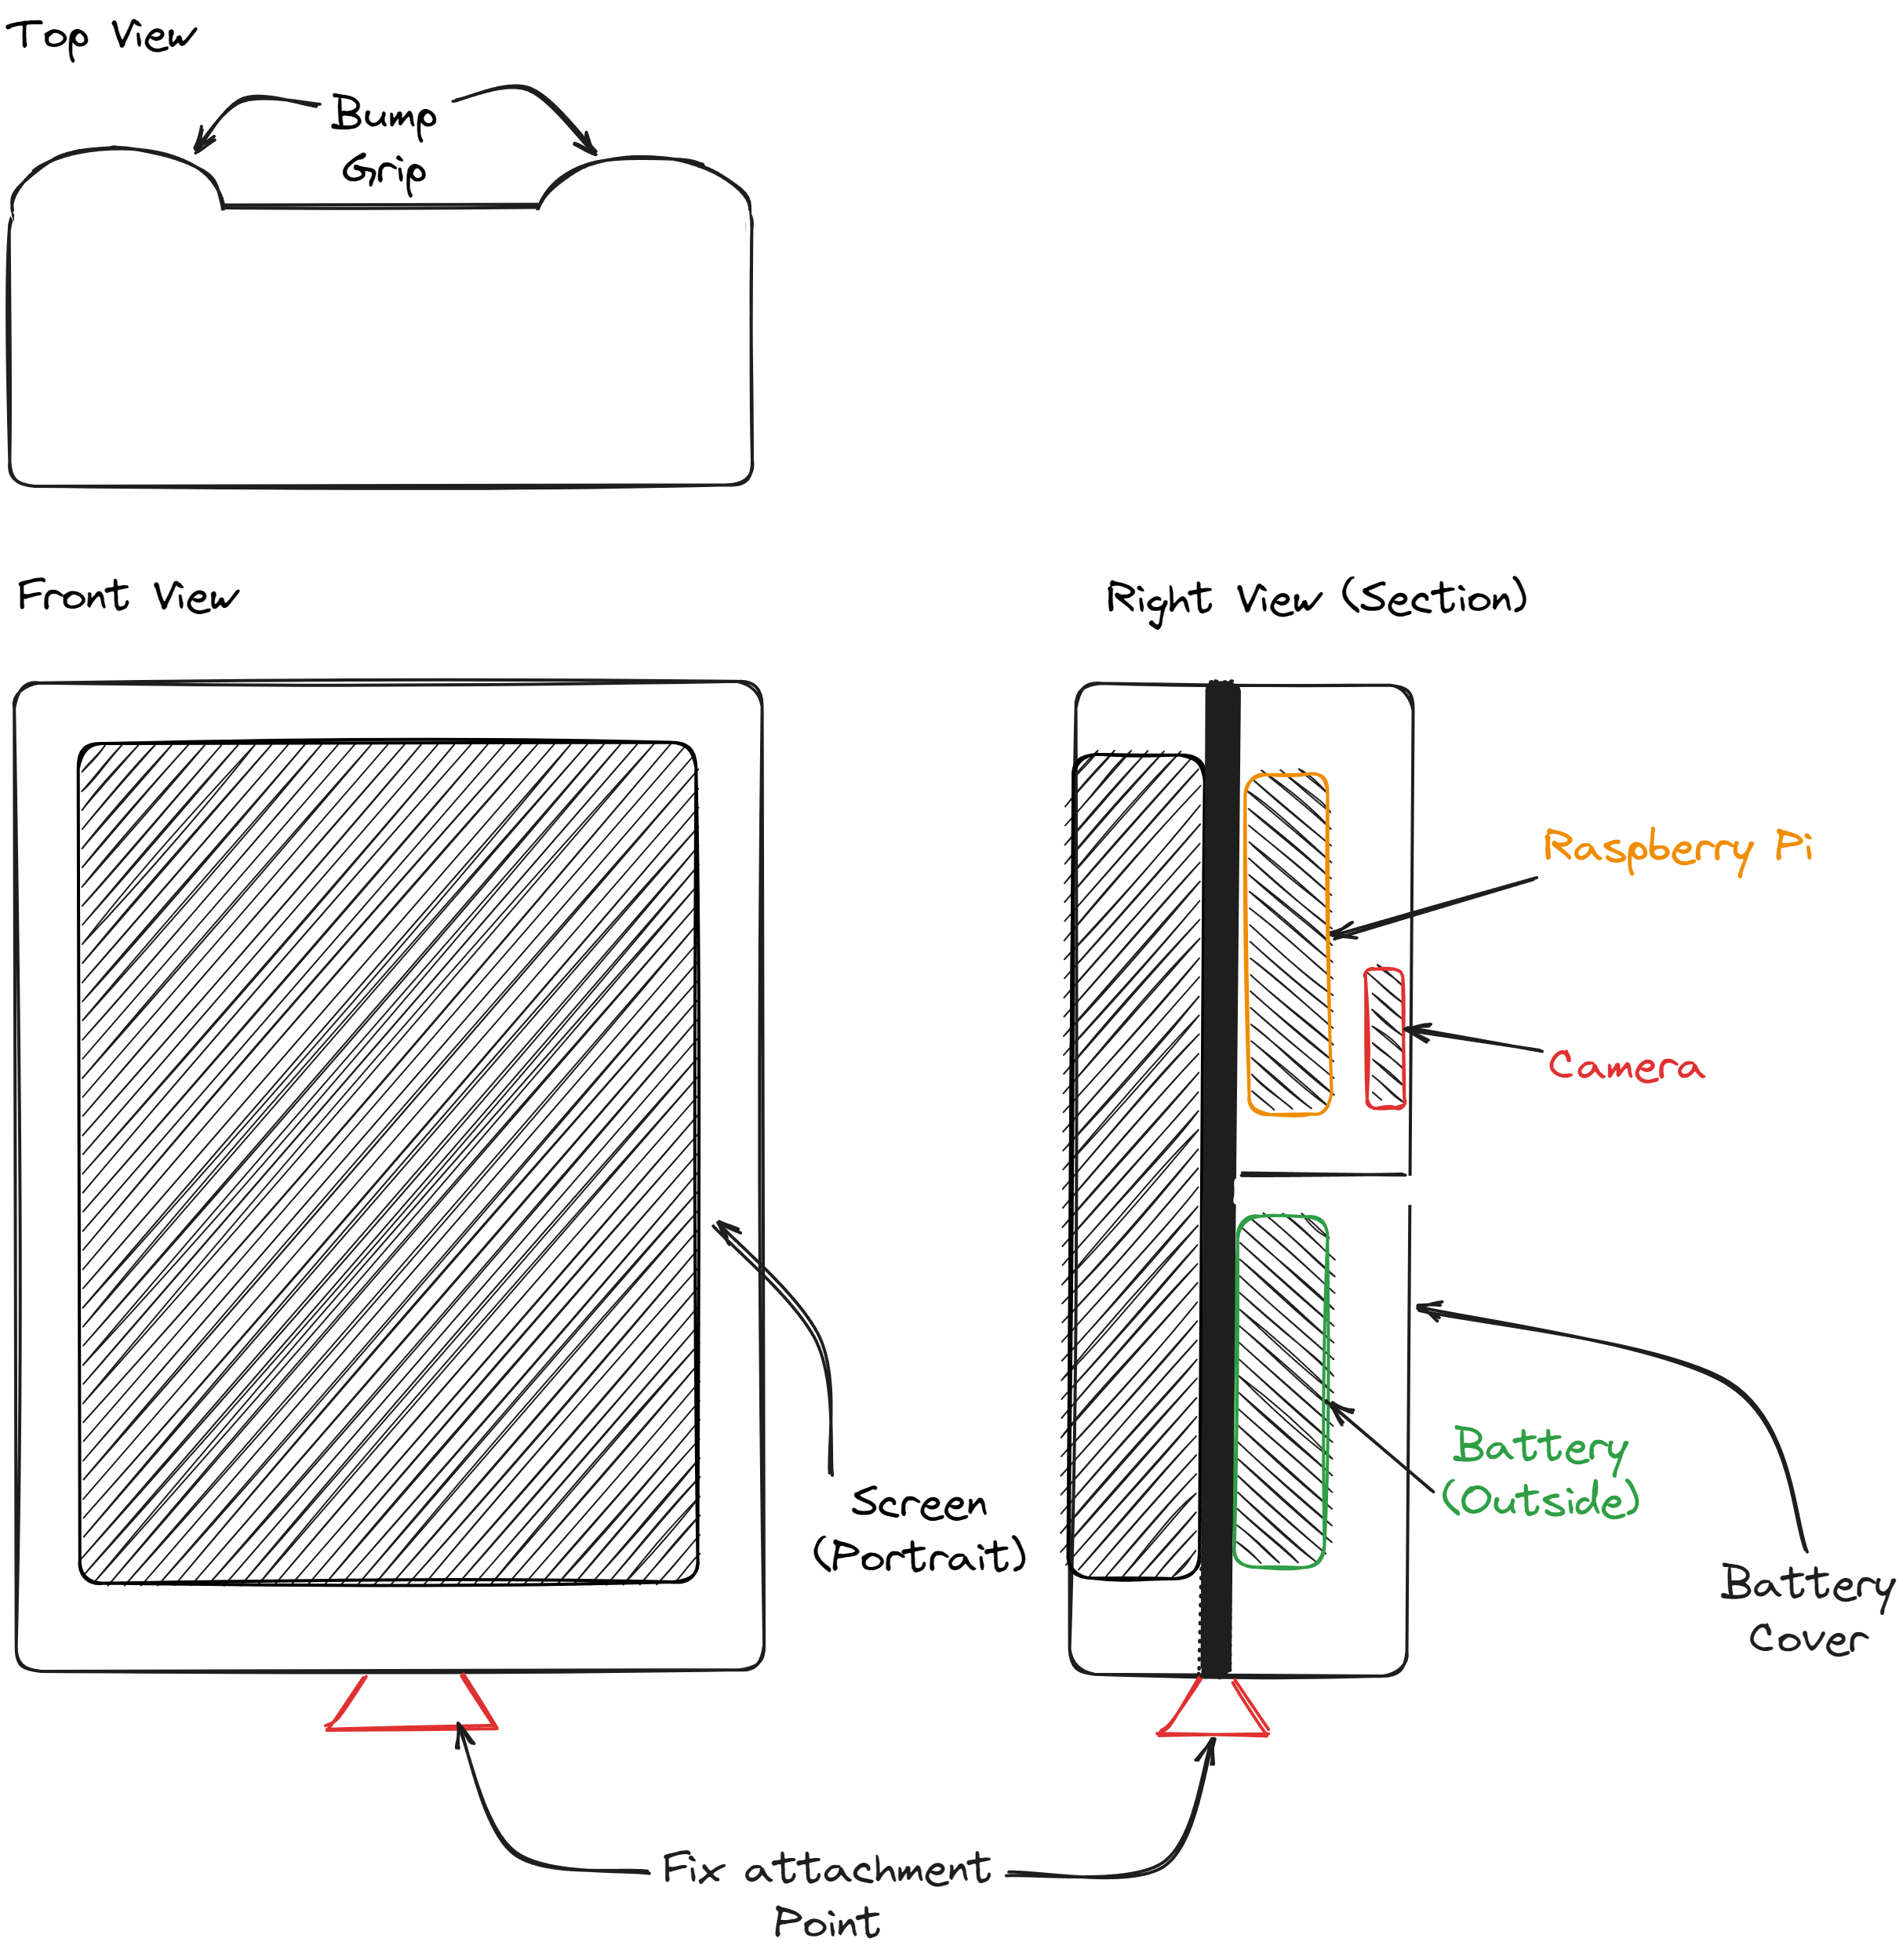 Top View
Bump
Grip
Front View
Right View (Section)
Raspberry Pi
Camera
Battery
(Outside)
Screen
(Portrait)
Battery
Cover
Fix attachment
Point